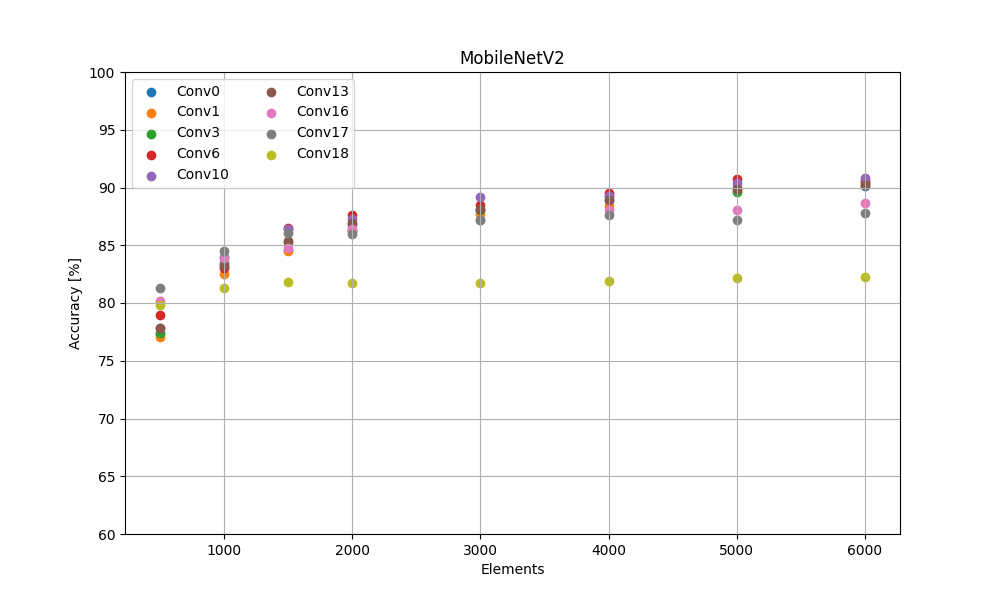 MobileNetV2
Accuracy [%]
100
95
90
85
80
75
70
65
60
Conv0
Conv1
Conv3
Conv6
Conv10
Conv13
Conv16
Conv17
Conv18
1000 2000 3000 4000 5000 6000
Elements